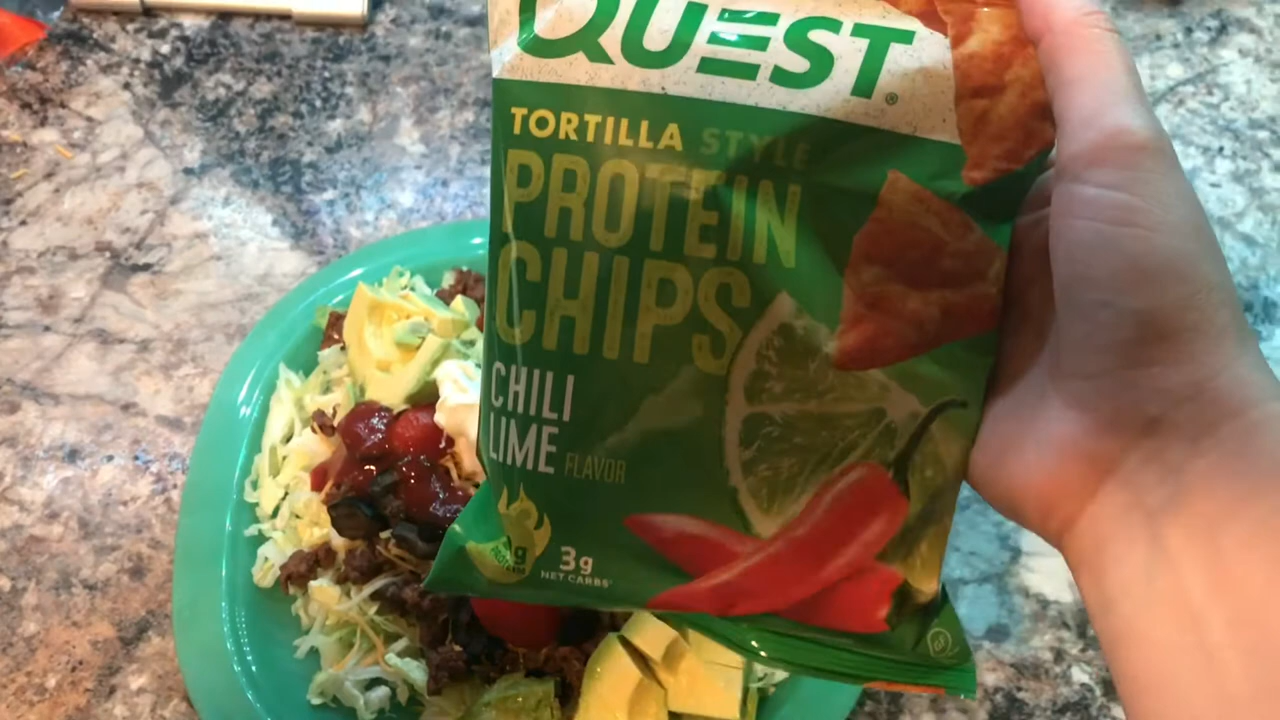 QUEST®
TORTILLA STYLE
PROTEIN
CHIPS
CHILI
LIME FLAVOR
3g
NET CARBS